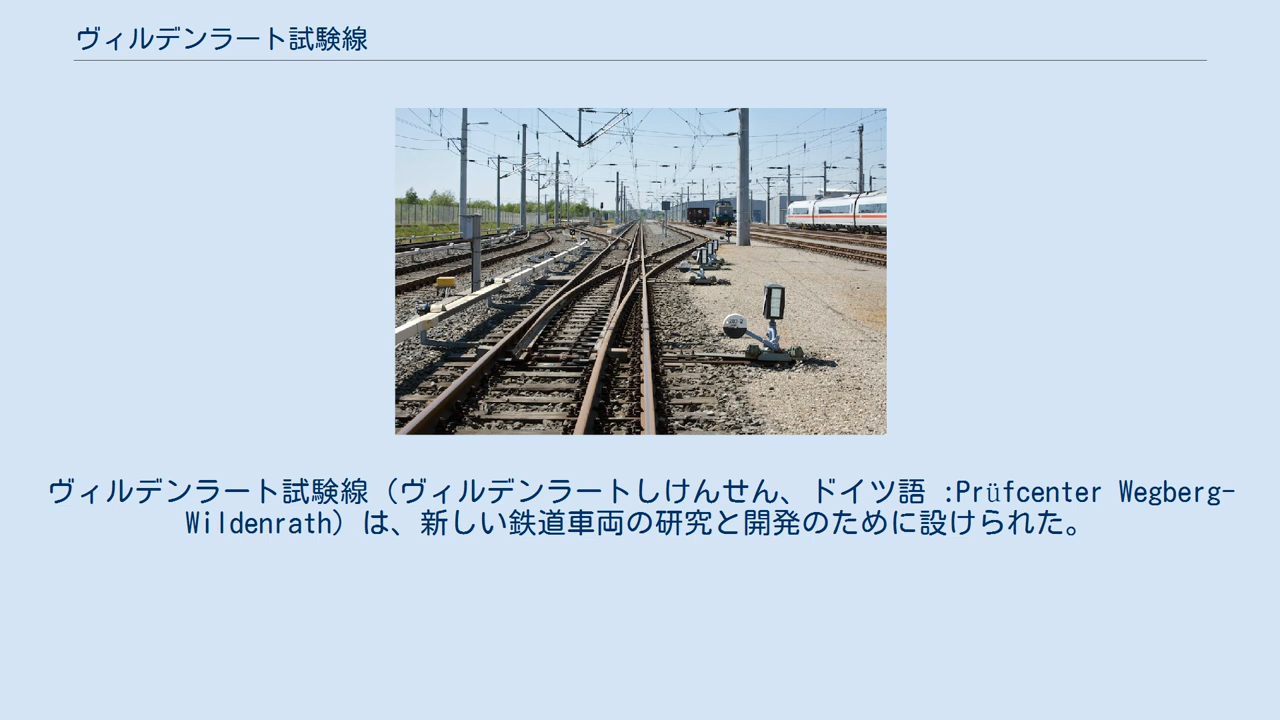 ヴィルデンラート試験線
ヴィルデンラート試験線（ヴィルデンラートしけんせん、ドイツ語 :Prüfcenter Wegberg-
Wildenrath）は、新しい鉄道車両の研究と開発のために設けられた。